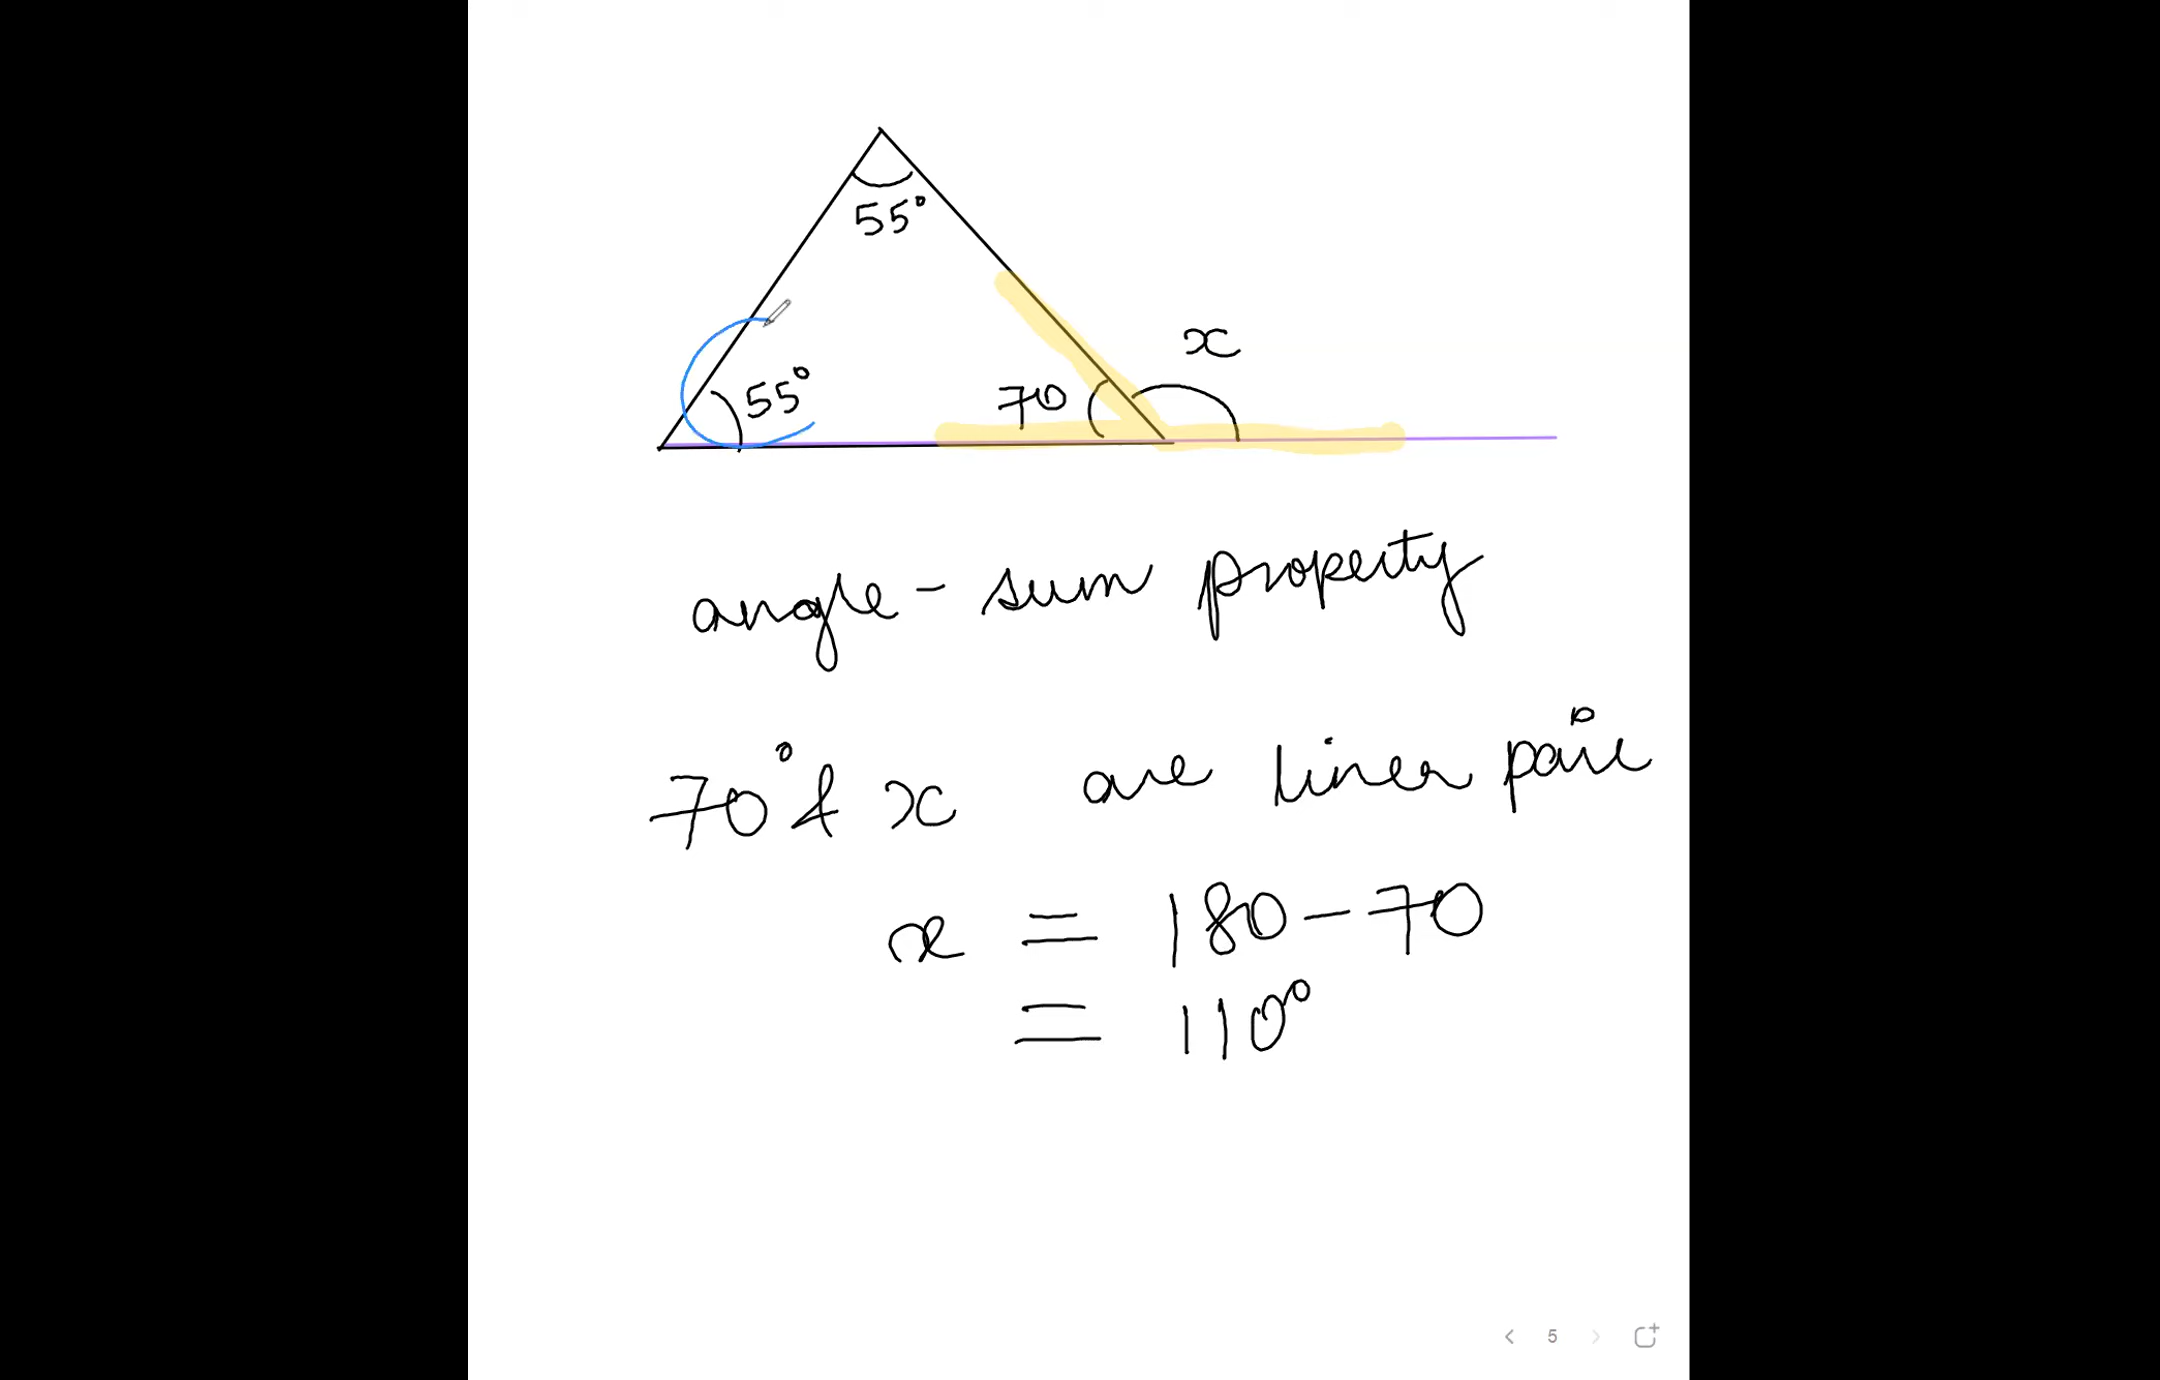 55°
x
55°
70
angle - sum property
70° & x are liner pair
x = 180 - 70
= 110°
5